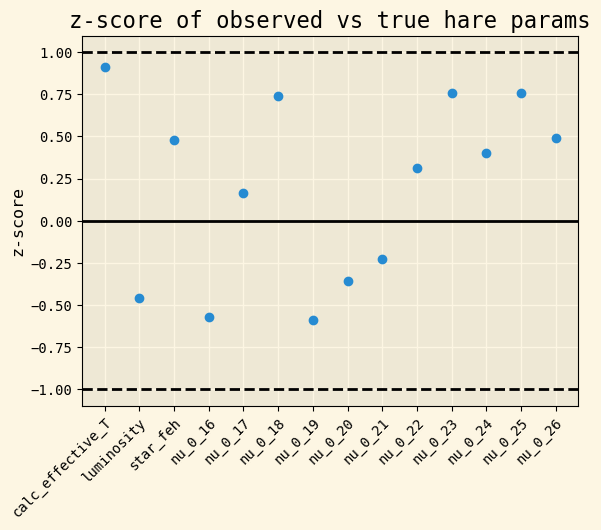 z-score of observed vs true hare params
z-score
1.00
0.75
0.50
0.25
0.00
−0.25
−0.50
−0.75
−1.00
calc_effective_T
luminosity
star_feh
nu_0_16
nu_0_17
nu_0_18
nu_0_19
nu_0_20
nu_0_21
nu_0_22
nu_0_23
nu_0_24
nu_0_25
nu_0_26